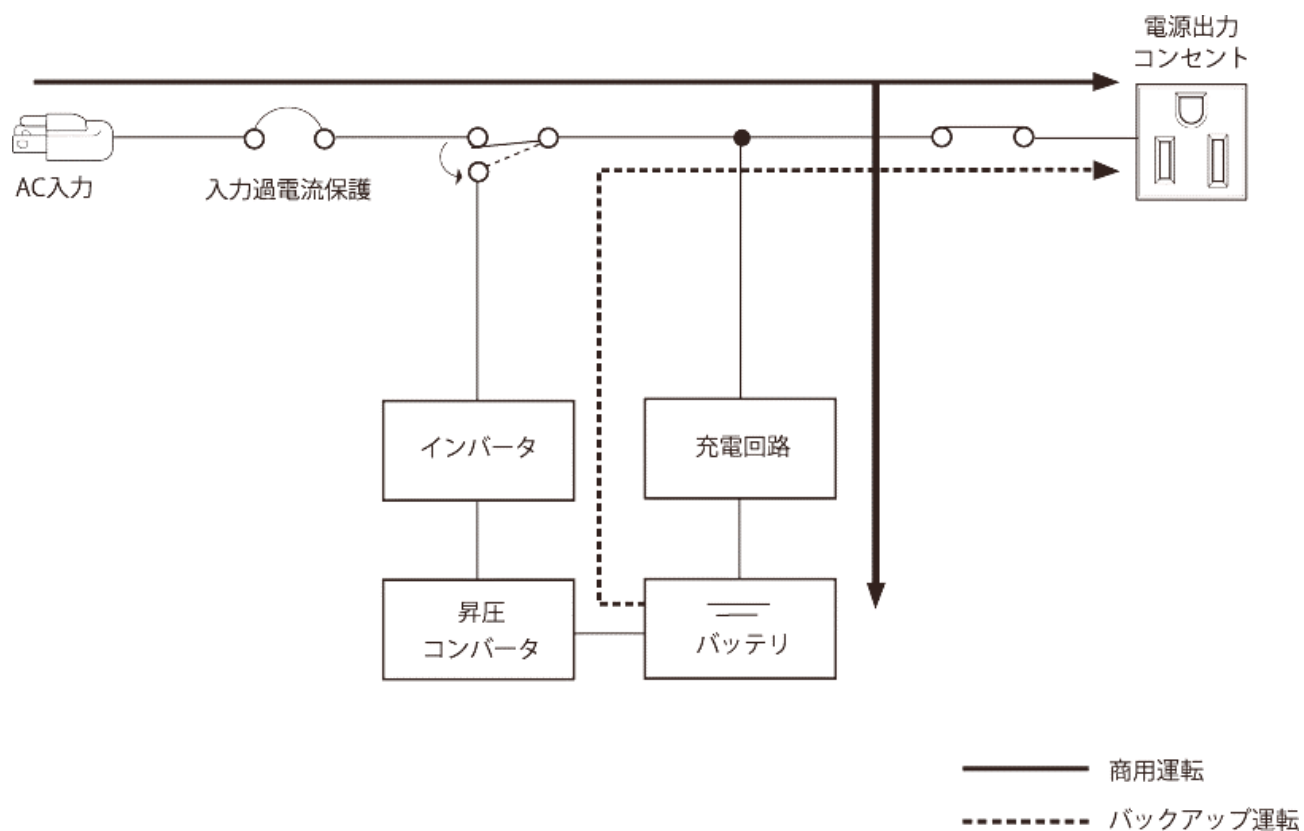 電源出力
コンセント
AC入力
入力過電流保護
インバータ
充電回路
昇圧
コンバータ
バッテリ
商用運転
バックアップ運転